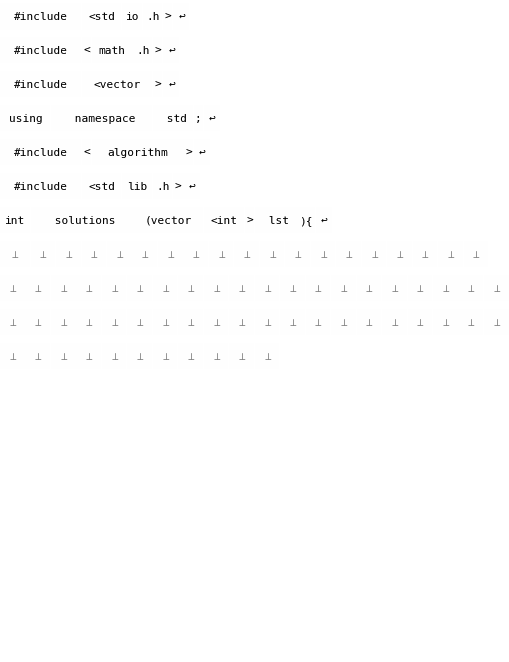 #include <std io .h > ↩
#include < math .h > ↩
#include <vector > ↩
using namespace std ; ↩
#include < algorithm > ↩
#include <std lib .h > ↩
int solutions (vector <int > lst ){ ↩
⊥ ⊥ ⊥ ⊥ ⊥ ⊥ ⊥ ⊥ ⊥ ⊥ ⊥ ⊥ ⊥ ⊥ ⊥ ⊥ ⊥ ⊥ ⊥
⊥ ⊥ ⊥ ⊥ ⊥ ⊥ ⊥ ⊥ ⊥ ⊥ ⊥ ⊥ ⊥ ⊥ ⊥ ⊥ ⊥ ⊥ ⊥ ⊥
⊥ ⊥ ⊥ ⊥ ⊥ ⊥ ⊥ ⊥ ⊥ ⊥ ⊥ ⊥ ⊥ ⊥ ⊥ ⊥ ⊥ ⊥ ⊥ ⊥
⊥ ⊥ ⊥ ⊥ ⊥ ⊥ ⊥ ⊥ ⊥ ⊥ ⊥